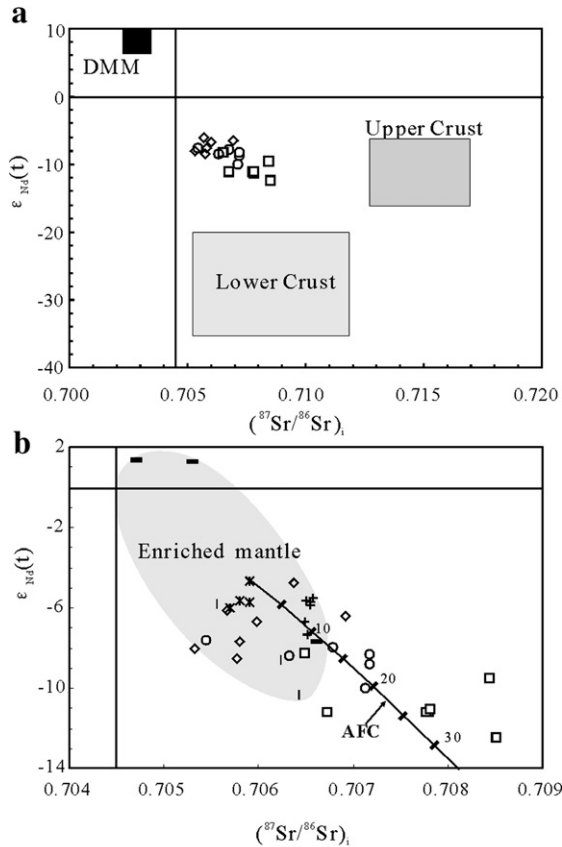 a
10
0
-10
-20
-30
-40
ε Nd(t)
DMM
Upper Crust
Lower Crust
0.700
0.705
0.710
0.715
0.720
(87Sr/86Sr)i
b
2
-2
-6
-10
-14
ε Nd(t)
Enriched mantle
10
20
30
AFC
0.704
0.705
0.706
0.707
0.708
0.709
(87Sr/86Sr)i